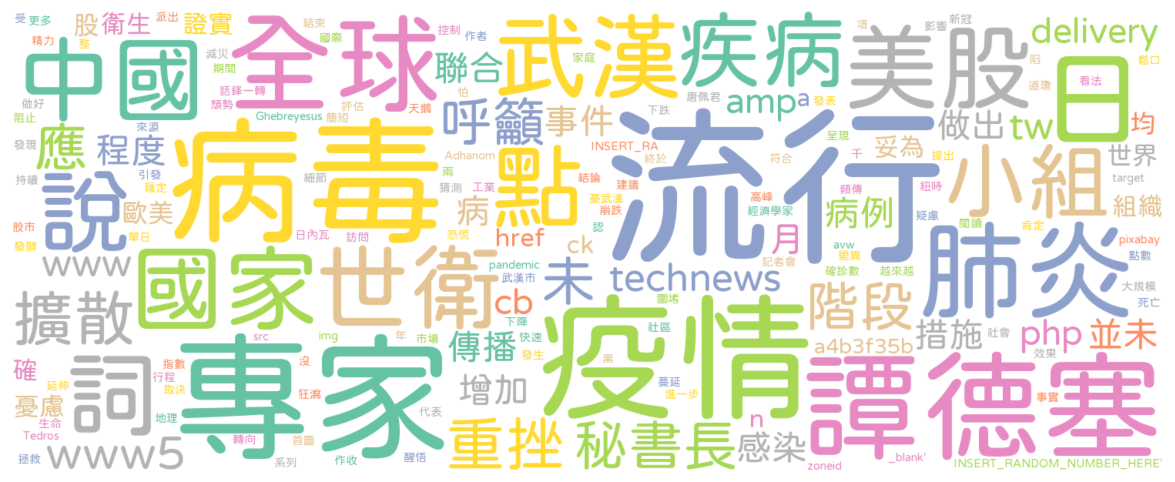 受 更多 股 衛生 派出 證實
精力 整
中國 全球 武漢 疾病 美股 delivery
結束 國際 控制 作者 聯合 家庭 項 影響 新冠 陷 鬆口
減災 期間 話鋒一轉 頹勢 評估 怕 天鵝 唐佩君 發表 道瓊 看法
做好 阻止 Ghebreyesus 簡短 呼籲 事件 下跌 amp a 呈現 做出 tw 日 均
發現 應 程度 來源 引發 病毒 Adhanom INSERT_RA 終於 符合 千 妥為 提出 世界
持續 穩定 細節 兩 猜測 工業 點 結論 建議 流行 高峰 頻傳 紐時 小組 target
說 歐美 病 憂武漢 崩跌 經濟學家 病例 閱讀 疑慮 肯定 組織
股市 發酵 單日 日內瓦 訪問 恐慌 href 認 月 avw 變異 pixabay
www 國家 世衛 ck pandemic 武漢市 未 technews 記者會 確診數 越來越 肺炎 點數
擴散 cb 圍堵 階段 大規模 死亡
src img 年 市場 傳播 下降 快速 社區 疫情 a4b3f35b 措施 社會 php 並未
確 詞 指數 行程 專家 沒 發生 黑 蔓延 進一步 效果
延伸 取決 狂瀉 增加 譚德塞 事實
憂慮 生命 地理 代表 n
Tedros 轉向 首圖 重挫 秘書長 感染 _blank'
拯救 www5 系列 作收 醒悟 zoneid INSERT_RANDOM_NUMBER_HERE'